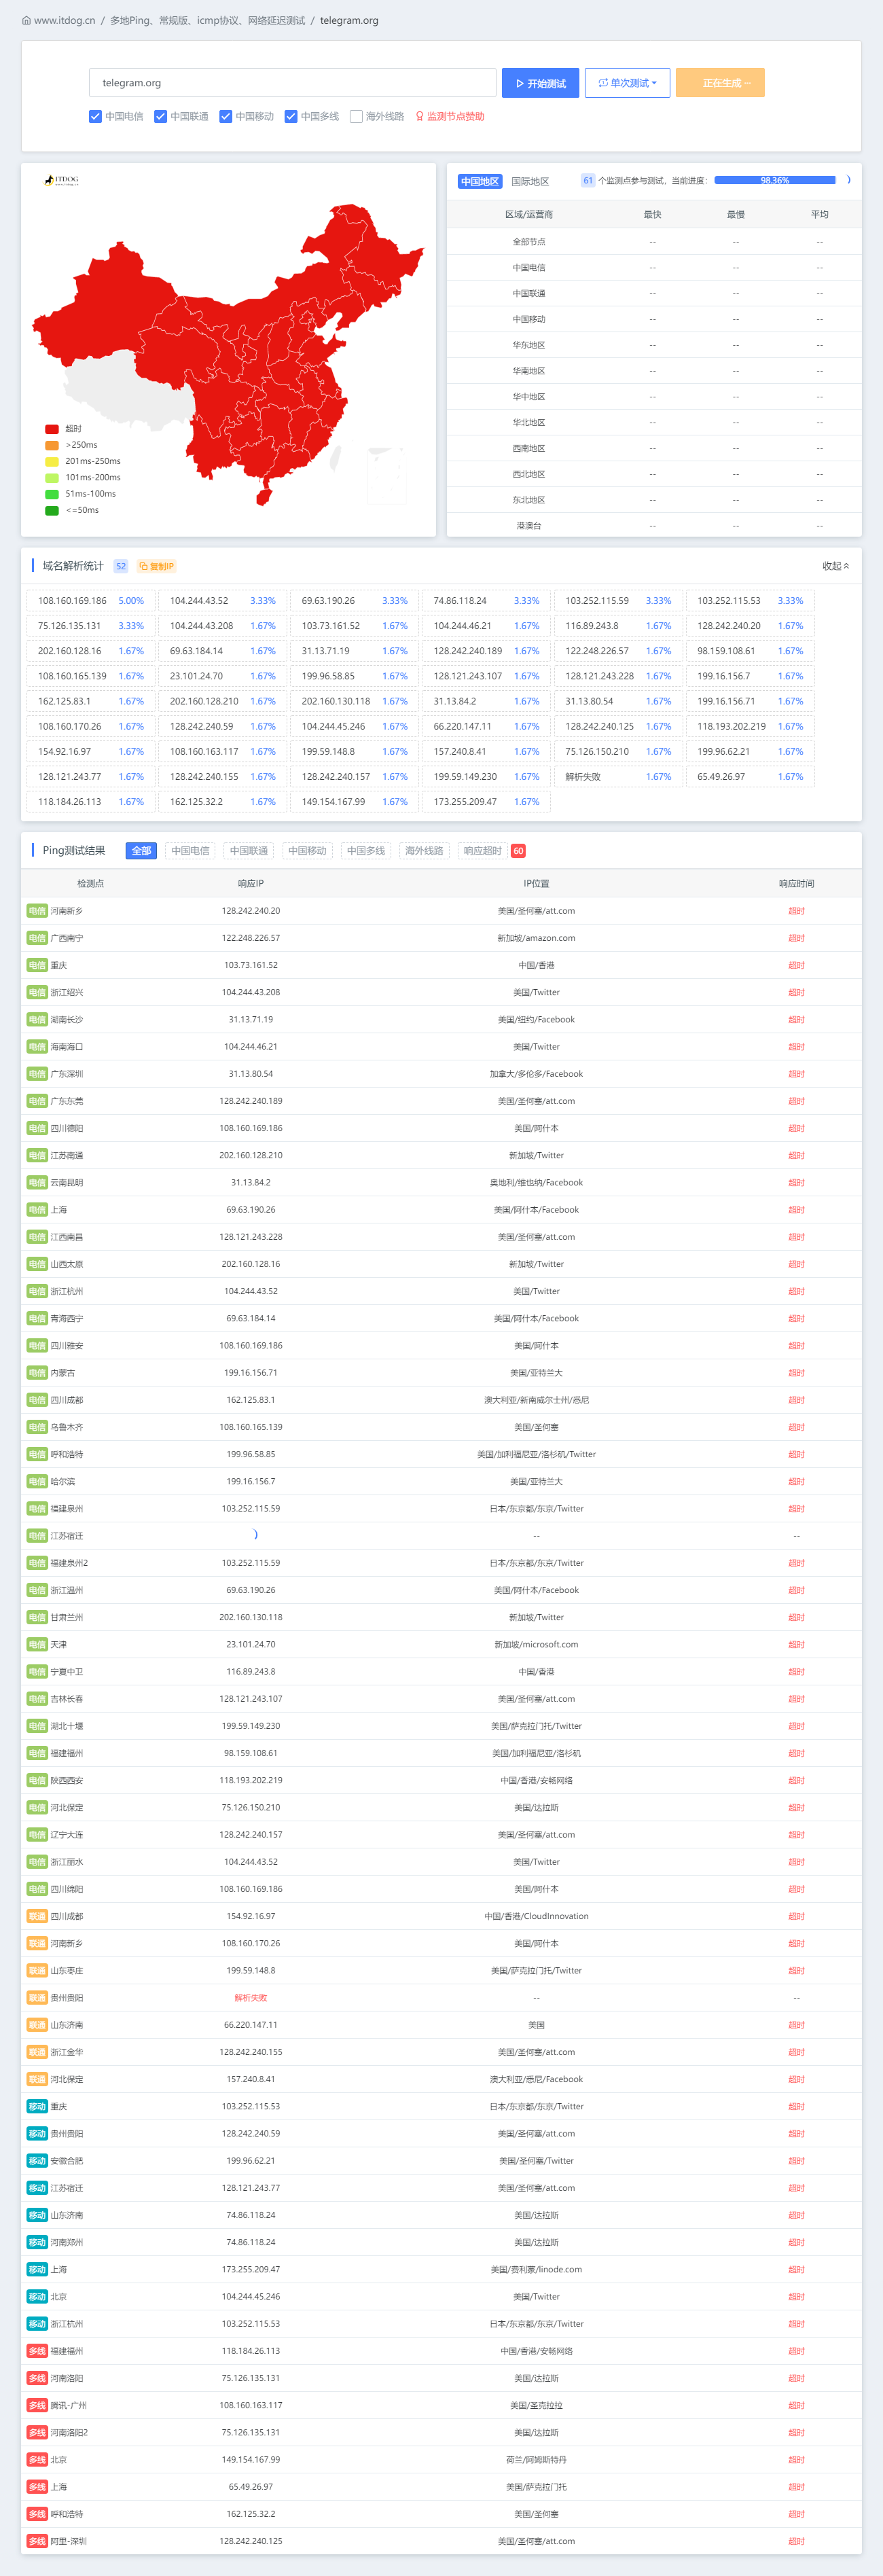 www.itdog.cn / 多地Ping、常规版、icmp协议、网络延迟测试 / telegram.org
telegram.org 开始测试 单次测试 正在生成 ...
中国电信 中国联通 中国移动 中国多线 海外线路 监测节点赞助
ITDOG
www.itdog.cn
超时
>250ms
201ms-250ms
101ms-200ms
51ms-100ms
<=50ms
中国地区 国际地区 61 个监测点参与测试，当前进度： 98.36%
区域/运营商 最快 最慢 平均
全部节点 -- -- --
中国电信 -- -- --
中国联通 -- -- --
中国移动 -- -- --
华东地区 -- -- --
华南地区 -- -- --
华中地区 -- -- --
华北地区 -- -- --
西南地区 -- -- --
西北地区 -- -- --
东北地区 -- -- --
港澳台 -- -- --
域名解析统计 52 复制IP 收起
108.160.169.186 5.00% 104.244.43.52 3.33% 69.63.190.26 3.33% 74.86.118.24 3.33% 103.252.115.59 3.33% 103.252.115.53 3.33%
75.126.135.131 3.33% 104.244.43.208 1.67% 103.73.161.52 1.67% 104.244.46.21 1.67% 116.89.243.8 1.67% 128.242.240.20 1.67%
202.160.128.16 1.67% 69.63.184.14 1.67% 31.13.71.19 1.67% 128.242.240.189 1.67% 122.248.226.57 1.67% 98.159.108.61 1.67%
108.160.165.139 1.67% 23.101.24.70 1.67% 199.96.58.85 1.67% 128.121.243.107 1.67% 128.121.243.228 1.67% 199.16.156.7 1.67%
162.125.83.1 1.67% 202.160.128.210 1.67% 202.160.130.118 1.67% 31.13.84.2 1.67% 31.13.80.54 1.67% 199.16.156.71 1.67%
108.160.170.26 1.67% 128.242.240.59 1.67% 104.244.45.246 1.67% 66.220.147.11 1.67% 128.242.240.125 1.67% 118.193.202.219 1.67%
154.92.16.97 1.67% 108.160.163.117 1.67% 199.59.148.8 1.67% 157.240.8.41 1.67% 75.126.150.210 1.67% 199.96.62.21 1.67%
128.121.243.77 1.67% 128.242.240.155 1.67% 128.242.240.157 1.67% 199.59.149.230 1.67% 解析失败 1.67% 65.49.26.97 1.67%
118.184.26.113 1.67% 162.125.32.2 1.67% 149.154.167.99 1.67% 173.255.209.47 1.67%
Ping测试结果 全部 中国电信 中国联通 中国移动 中国多线 海外线路 响应超时 60
检测点 响应IP IP位置 响应时间
电信 河南新乡 128.242.240.20 美国/圣何塞/att.com 超时
电信 广西南宁 122.248.226.57 新加坡/amazon.com 超时
电信 重庆 103.73.161.52 中国/香港 超时
电信 浙江绍兴 104.244.43.208 美国/Twitter 超时
电信 湖南长沙 31.13.71.19 美国/纽约/Facebook 超时
电信 海南海口 104.244.46.21 美国/Twitter 超时
电信 广东深圳 31.13.80.54 加拿大/多伦多/Facebook 超时
电信 广东东莞 128.242.240.189 美国/圣何塞/att.com 超时
电信 四川德阳 108.160.169.186 美国/阿什本 超时
电信 江苏南通 202.160.128.210 新加坡/Twitter 超时
电信 云南昆明 31.13.84.2 奥地利/维也纳/Facebook 超时
电信 上海 69.63.190.26 美国/阿什本/Facebook 超时
电信 江西南昌 128.121.243.228 美国/圣何塞/att.com 超时
电信 山西太原 202.160.128.16 新加坡/Twitter 超时
电信 浙江杭州 104.244.43.52 美国/Twitter 超时
电信 青海西宁 69.63.184.14 美国/阿什本/Facebook 超时
电信 四川雅安 108.160.169.186 美国/阿什本 超时
电信 内蒙古 199.16.156.71 美国/亚特兰大 超时
电信 四川成都 162.125.83.1 澳大利亚/新南威尔士州/悉尼 超时
电信 乌鲁木齐 108.160.165.139 美国/圣何塞 超时
电信 呼和浩特 199.96.58.85 美国/加利福尼亚/洛杉矶/Twitter 超时
电信 哈尔滨 199.16.156.7 美国/亚特兰大 超时
电信 福建泉州 103.252.115.59 日本/东京都/东京/Twitter 超时
电信 江苏宿迁 -- --
电信 福建泉州2 103.252.115.59 日本/东京都/东京/Twitter 超时
电信 浙江温州 69.63.190.26 美国/阿什本/Facebook 超时
电信 甘肃兰州 202.160.130.118 新加坡/Twitter 超时
电信 天津 23.101.24.70 新加坡/microsoft.com 超时
电信 宁夏中卫 116.89.243.8 中国/香港 超时
电信 吉林长春 128.121.243.107 美国/圣何塞/att.com 超时
电信 湖北十堰 199.59.149.230 美国/萨克拉门托/Twitter 超时
电信 福建福州 98.159.108.61 美国/加利福尼亚/洛杉矶 超时
电信 陕西西安 118.193.202.219 中国/香港/安畅网络 超时
电信 河北保定 75.126.150.210 美国/达拉斯 超时
电信 辽宁大连 128.242.240.157 美国/圣何塞/att.com 超时
电信 浙江丽水 104.244.43.52 美国/Twitter 超时
电信 四川绵阳 108.160.169.186 美国/阿什本 超时
联通 四川成都 154.92.16.97 中国/香港/CloudInnovation 超时
联通 河南新乡 108.160.170.26 美国/阿什本 超时
联通 山东枣庄 199.59.148.8 美国/萨克拉门托/Twitter 超时
联通 贵州贵阳 解析失败 -- --
联通 山东济南 66.220.147.11 美国 超时
联通 浙江金华 128.242.240.155 美国/圣何塞/att.com 超时
联通 河北保定 157.240.8.41 澳大利亚/悉尼/Facebook 超时
移动 重庆 103.252.115.53 日本/东京都/东京/Twitter 超时
移动 贵州贵阳 128.242.240.59 美国/圣何塞/att.com 超时
移动 安徽合肥 199.96.62.21 美国/圣何塞/Twitter 超时
移动 江苏宿迁 128.121.243.77 美国/圣何塞/att.com 超时
移动 山东济南 74.86.118.24 美国/达拉斯 超时
移动 河南郑州 74.86.118.24 美国/达拉斯 超时
移动 上海 173.255.209.47 美国/费利蒙/linode.com 超时
移动 北京 104.244.45.246 美国/Twitter 超时
移动 浙江杭州 103.252.115.53 日本/东京都/东京/Twitter 超时
多线 福建福州 118.184.26.113 中国/香港/安畅网络 超时
多线 河南洛阳 75.126.135.131 美国/达拉斯 超时
多线 腾讯-广州 108.160.163.117 美国/圣克拉拉 超时
多线 河南洛阳2 75.126.135.131 美国/达拉斯 超时
多线 北京 149.154.167.99 荷兰/阿姆斯特丹 超时
多线 上海 65.49.26.97 美国/萨克拉门托 超时
多线 呼和浩特 162.125.32.2 美国/圣何塞 超时
多线 阿里-深圳 128.242.240.125 美国/圣何塞/att.com 超时